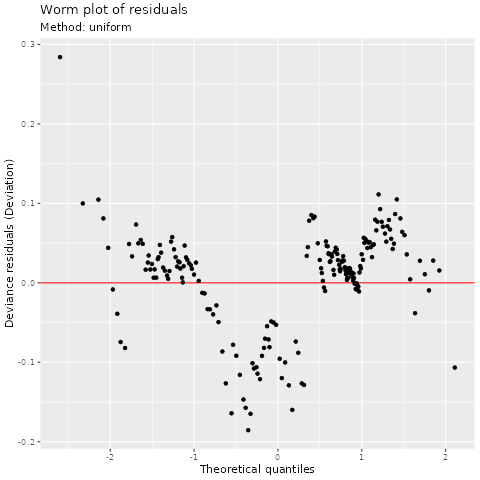 Worm plot of residuals
Method: uniform
Deviance residuals (Deviation)
0.3
0.2
0.1
0.0
-0.1
-0.2
-2
-1
0
1
2
Theoretical quantiles